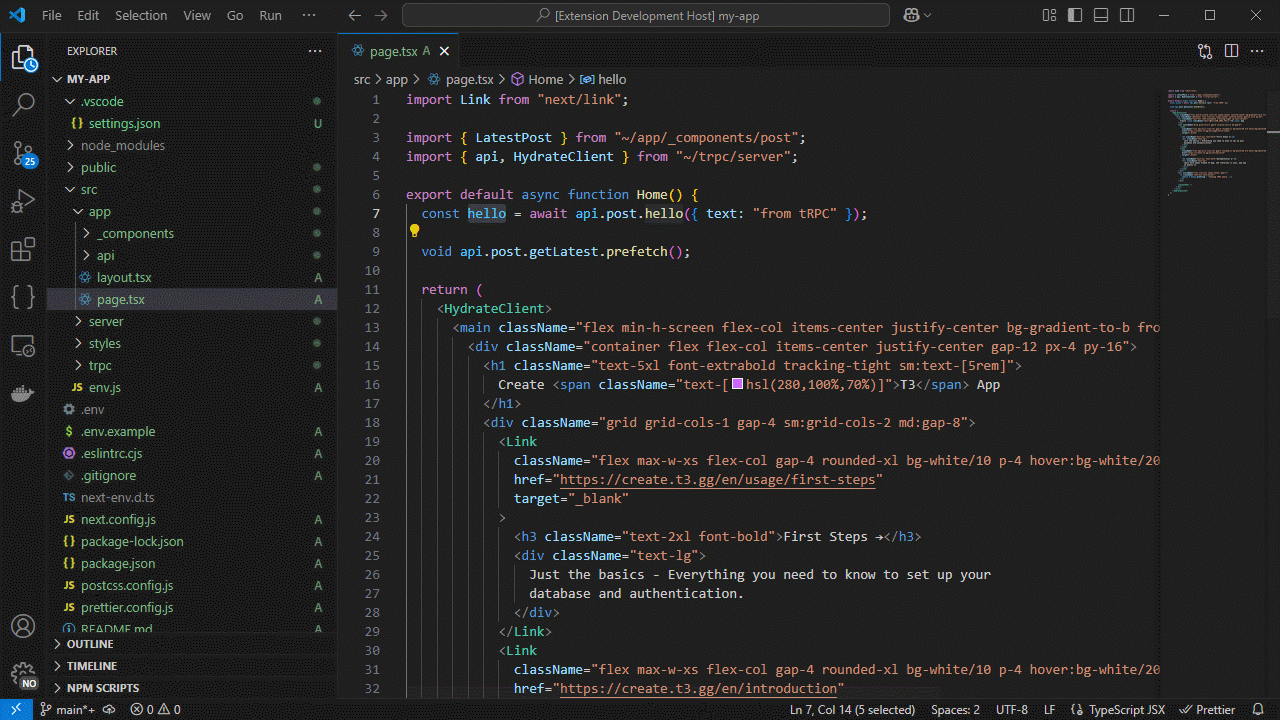 File Edit Selection View Go Run ··· [Extension Development Host] my-app
EXPLORER ···
MY-APP
.vscode
{} settings.json U
node_modules
public
src
app
_components
api
layout.tsx A
page.tsx A
server
styles
trpc
JS env.js A
.env
$ .env.example A
.eslintrc.cjs A
.gitignore A
TS next-env.d.ts
JS next.config.js A
{} package-lock.json A
{} package.json A
JS postcss.config.js A
JS prettier.config.js A
README.md A
OUTLINE
TIMELINE
NPM SCRIPTS
25
NO
page.tsx A
src > app > page.tsx > Home > hello
1 import Link from "next/link";
2
3 import { LatestPost } from "~/app/_components/post";
4 import { api, HydrateClient } from "~/trpc/server";
5
6 export default async function Home() {
7 const hello = await api.post.hello({ text: "from tRPC" });
8
9 void api.post.getLatest.prefetch();
10
11 return (
12 <HydrateClient>
13 <main className="flex min-h-screen flex-col items-center justify-center bg-gradient-to-b fro
14 <div className="container flex flex-col items-center justify-center gap-12 px-4 py-16">
15 <h1 className="text-5xl font-extrabold tracking-tight sm:text-[5rem]">
16 Create <span className="text-[hsl(280,100%,70%)]">T3</span> App
17 </h1>
18 <div className="grid grid-cols-1 gap-4 sm:grid-cols-2 md:gap-8">
19 <Link
20 className="flex max-w-xs flex-col gap-4 rounded-xl bg-white/10 p-4 hover:bg-white/20
21 href="https://create.t3.gg/en/usage/first-steps"
22 target="_blank"
23 >
24 <h3 className="text-2xl font-bold">First Steps →</h3>
25 <div className="text-lg">
26 Just the basics - Everything you need to know to set up your
27 database and authentication.
28 </div>
29 </Link>
30 <Link
31 className="flex max-w-xs flex-col gap-4 rounded-xl bg-white/10 p-4 hover:bg-white/20
32 href="https://create.t3.gg/en/introduction"
main*+ 0 0 Ln 7, Col 14 (5 selected) Spaces: 2 UTF-8 LF {} TypeScript JSX Prettier